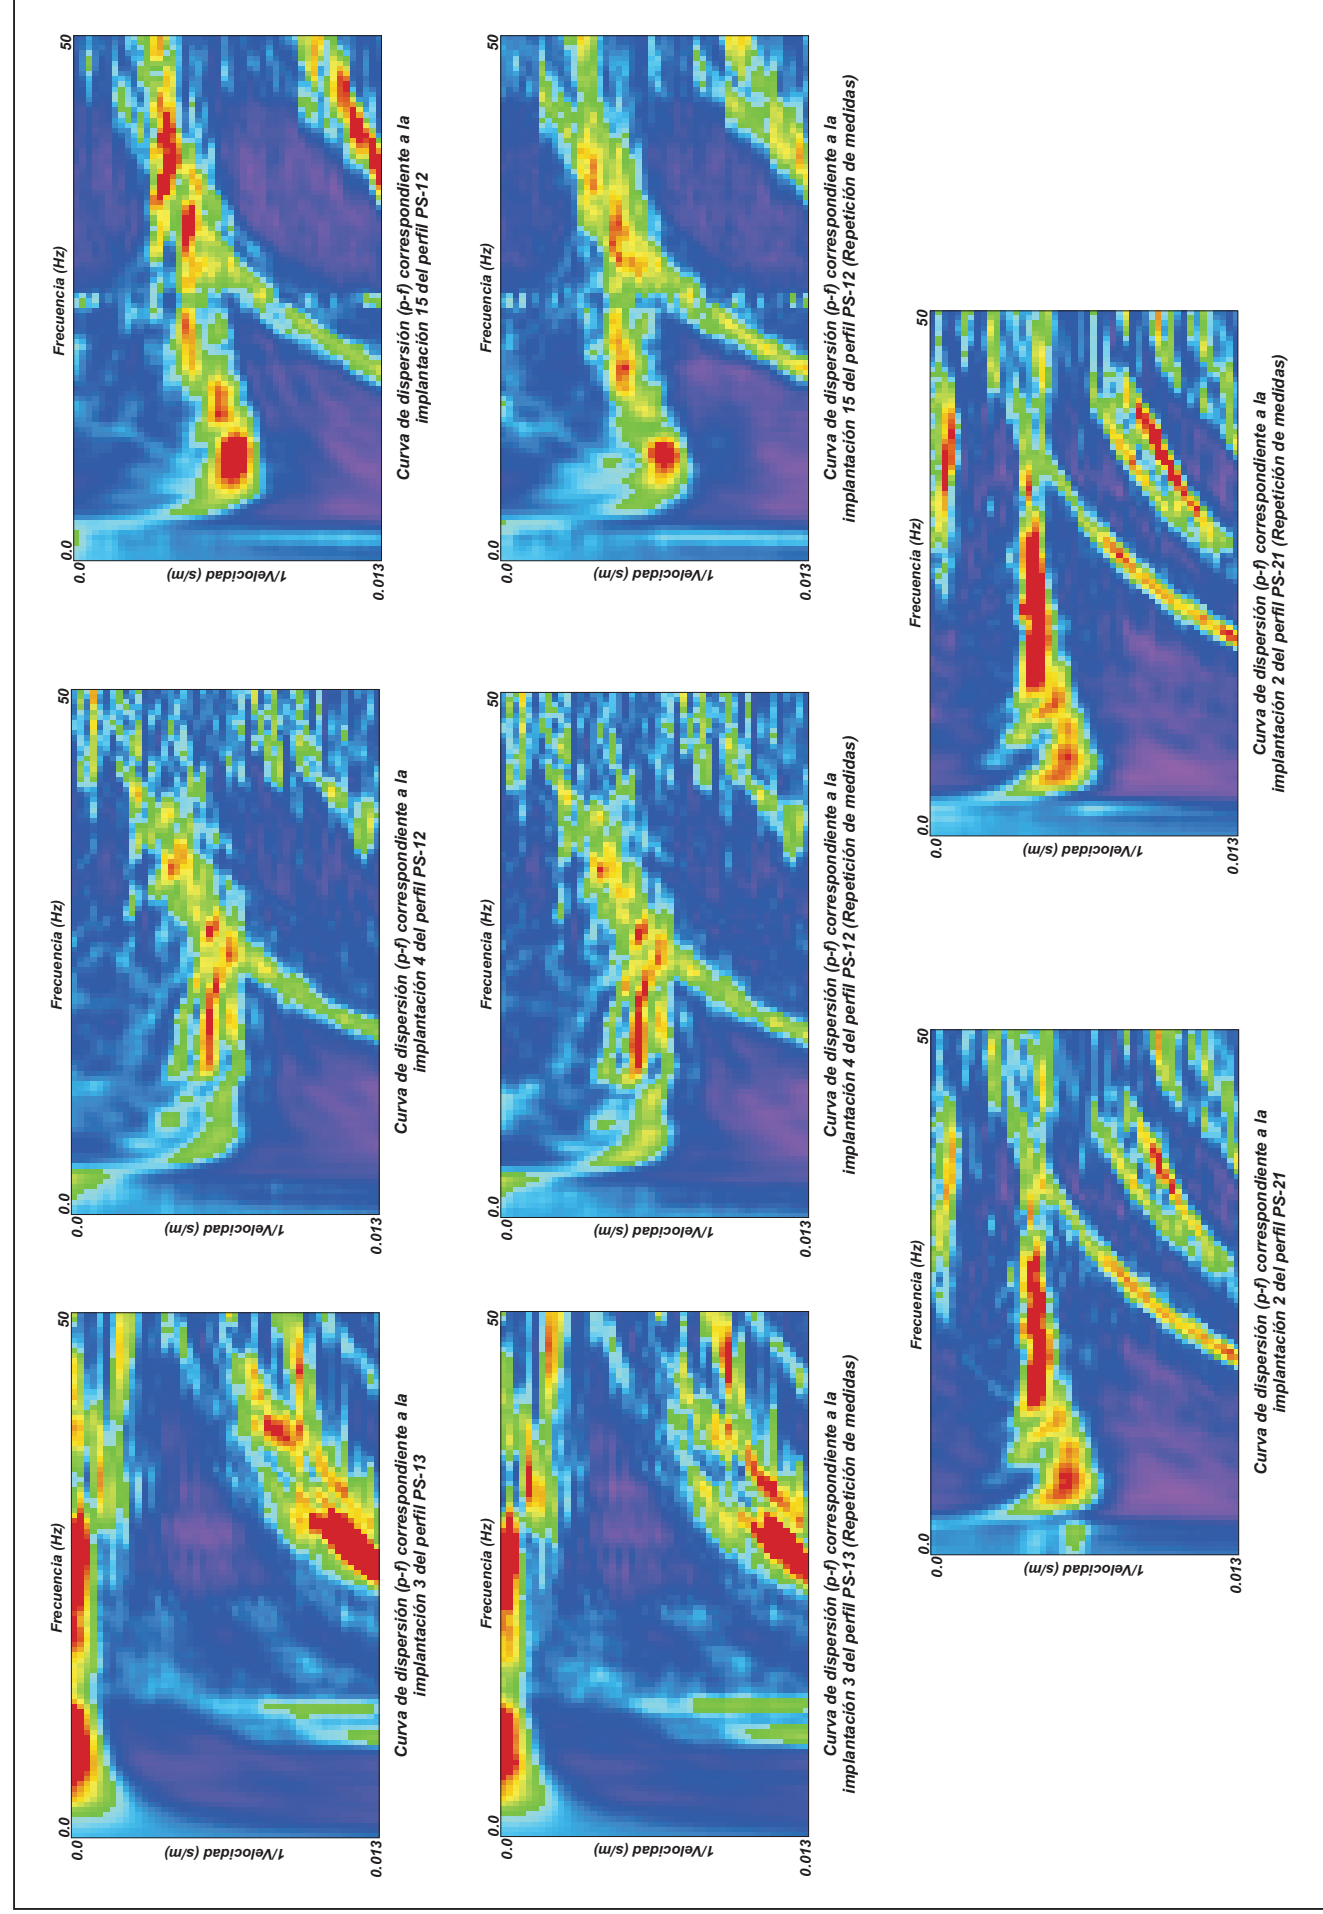 Frecuencia (Hz)
0.0
50
0.0
1/Velocidad (s/m)
0.013
Curva de dispersión (p-f) correspondiente a la
implantación 3 del perfil PS-13
Frecuencia (Hz)
0.0
50
0.0
1/Velocidad (s/m)
0.013
Curva de dispersión (p-f) correspondiente a la
implantación 4 del perfil PS-12
Frecuencia (Hz)
0.0
50
0.0
1/Velocidad (s/m)
0.013
Curva de dispersión (p-f) correspondiente a la
implantación 15 del perfil PS-12
Frecuencia (Hz)
0.0
50
0.0
1/Velocidad (s/m)
0.013
Curva de dispersión (p-f) correspondiente a la
implantación 3 del perfil PS-13 (Repetición de medidas)
Frecuencia (Hz)
0.0
50
0.0
1/Velocidad (s/m)
0.013
Curva de dispersión (p-f) correspondiente a la
implantación 4 del perfil PS-12 (Repetición de medidas)
Frecuencia (Hz)
0.0
50
0.0
1/Velocidad (s/m)
0.013
Curva de dispersión (p-f) correspondiente a la
implantación 15 del perfil PS-12 (Repetición de medidas)
Frecuencia (Hz)
0.0
50
0.0
1/Velocidad (s/m)
0.013
Curva de dispersión (p-f) correspondiente a la
implantación 2 del perfil PS-21
Frecuencia (Hz)
0.0
50
0.0
1/Velocidad (s/m)
0.013
Curva de dispersión (p-f) correspondiente a la
implantación 2 del perfil PS-21 (Repetición de medidas)